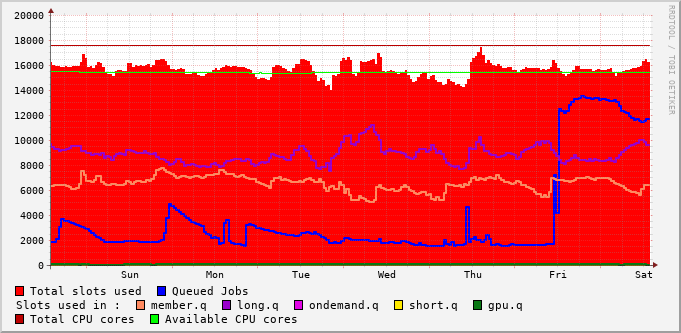 RRDTOOL / TOBI OETIKER
20000
18000
16000
14000
12000
10000
8000
6000
4000
2000
0
Sun Mon Tue Wed Thu Fri Sat
Total slots used Queued Jobs
Slots used in : member.q long.q ondemand.q short.q gpu.q
Total CPU cores Available CPU cores